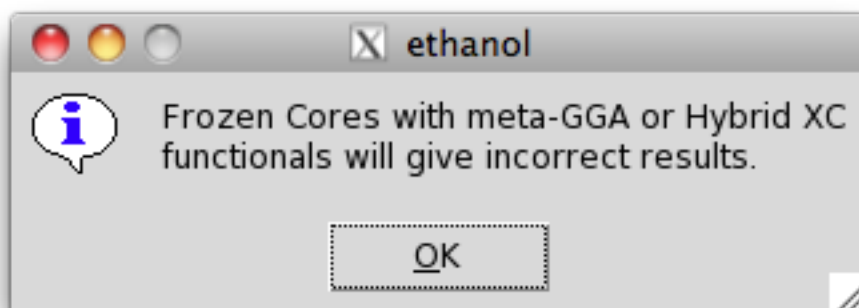 ethanol
Frozen Cores with meta-GGA or Hybrid XC
functionals will give incorrect results.
OK